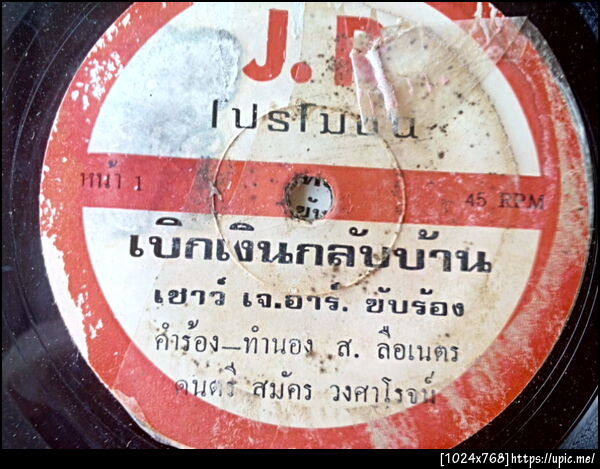 J.P
โปรโมชั่น
หน้า 1
45 RPM
เบิกเงินกลับบ้าน
เชาว์ เจ.อาร์. ขับร้อง
คำร้อง—ทำนอง ส. ลือเนตร
ดนตรี สมัคร วงศาโรจน์
[1024x768]https://upic.me/